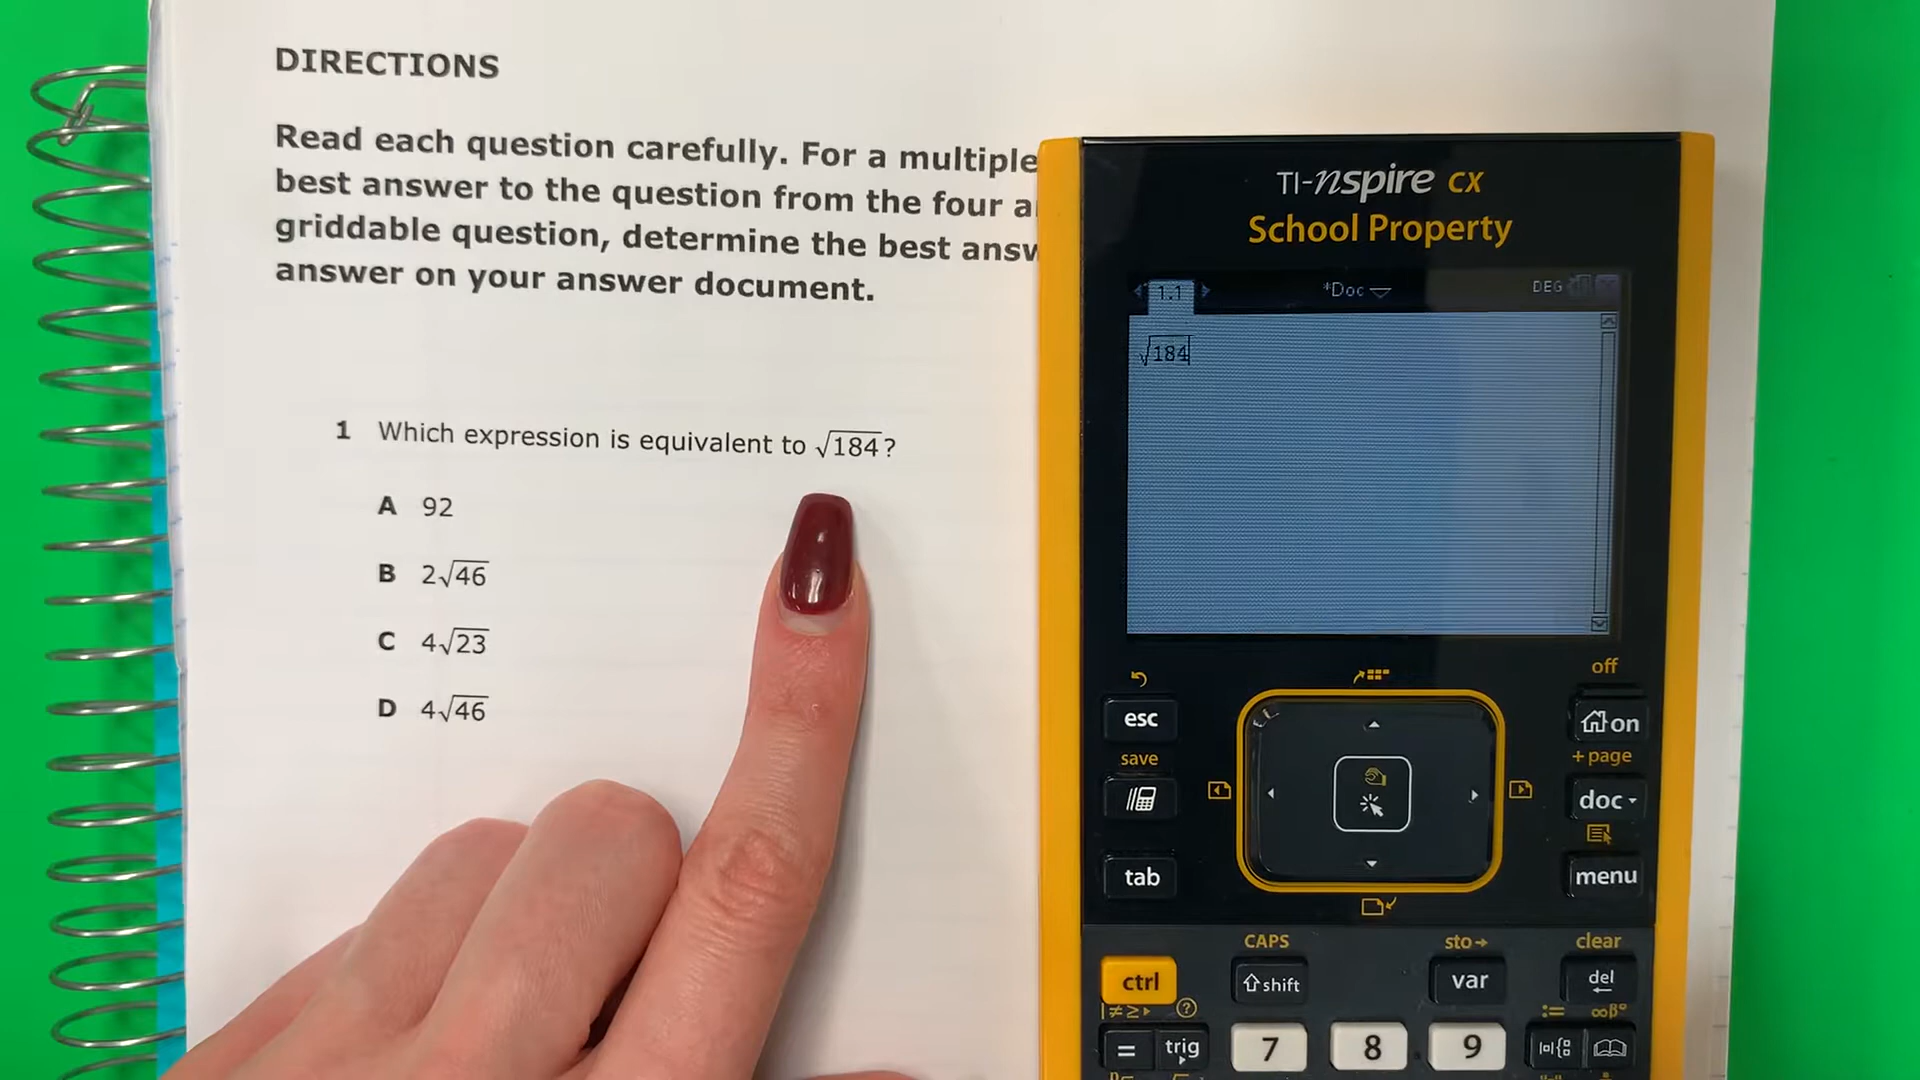 DIRECTIONS
Read each question carefully. For a multiple
best answer to the question from the four a
griddable question, determine the best answ
answer on your answer document.
1 Which expression is equivalent to √184?
A 92
B 2√46
C 4√23
D 4√46
TI-nspire CX
School Property
1.1 *Doc DEG
√184
off
esc
on
save
+ page
doc
tab
menu
CAPS sto→ clear
ctrl shift var del
= trig 7 8 9